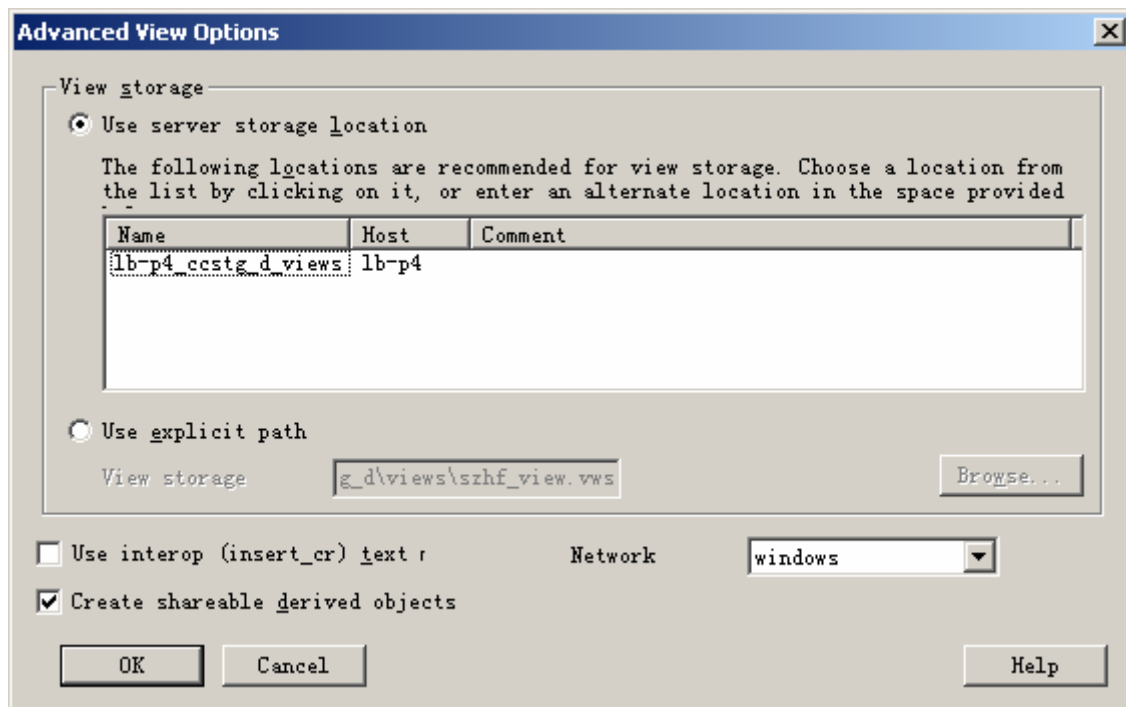 Advanced View Options
View storage
Use server storage location
The following locations are recommended for view storage. Choose a location from
the list by clicking on it, or enter an alternate location in the space provided
Name Host Comment
lb-p4_ccstg_d_views lb-p4
Use explicit path
View storage g_d\views\szhf_view.vws Browse...
Use interop (insert_cr) text Network windows
Create shareable derived objects
OK Cancel Help